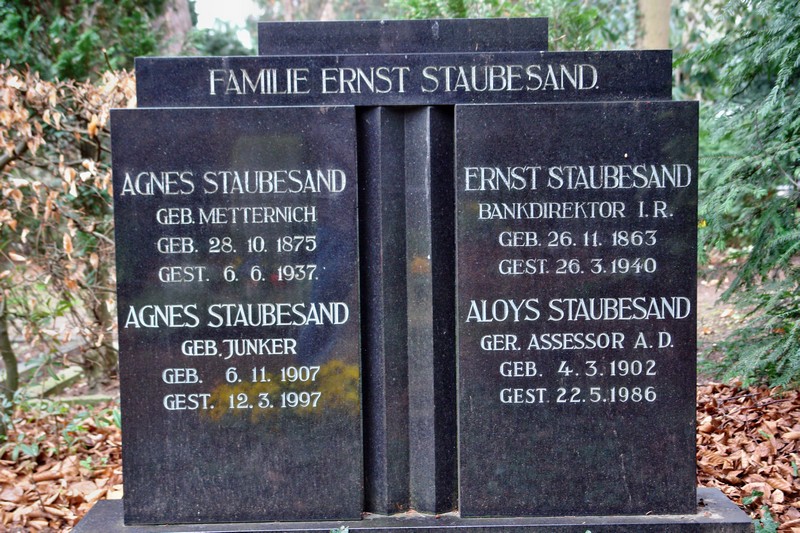 FAMILIE ERNST STAUBESAND.
AGNES STAUBESAND
GEB. METTERNICH
GEB. 28. 10. 1875
GEST. 6. 6. 1937.
AGNES STAUBESAND
GEB. JUNKER
GEB. 6. 11. 1907
GEST. 12. 3. 1997
ERNST STAUBESAND
BANKDIREKTOR I. R.
GEB. 26. 11. 1863
GEST. 26. 3. 1940
ALOYS STAUBESAND
GER. ASSESSOR A. D.
GEB. 4. 3. 1902
GEST. 22. 5. 1986